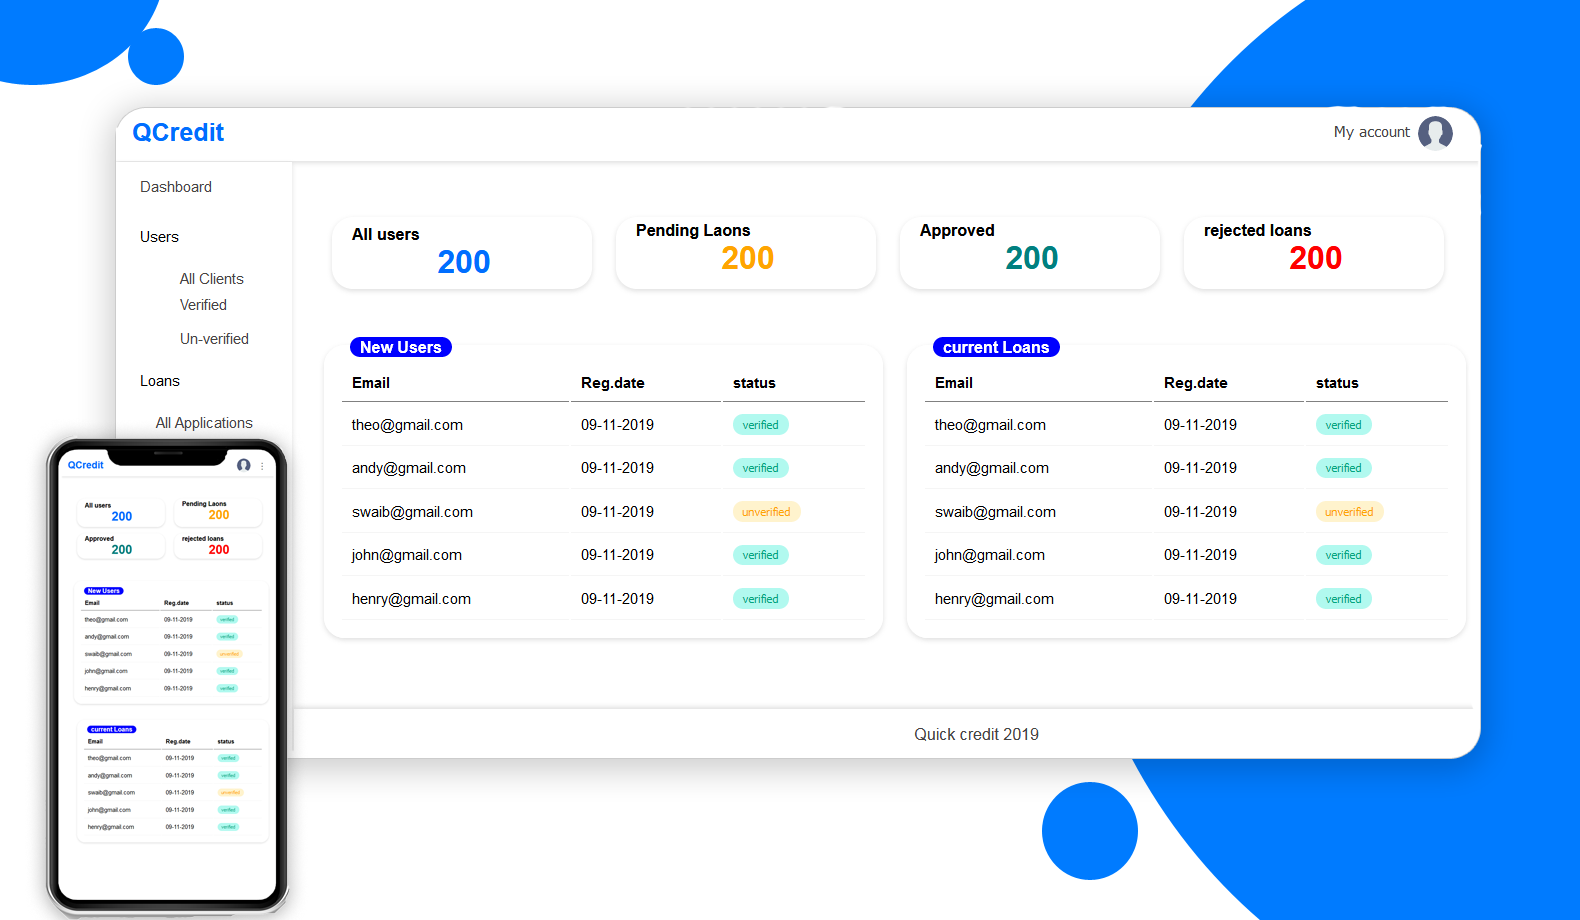 QCredit
My account
Dashboard
Users
All Clients
Verified
Un-verified
Loans
All Applications
All users
200
Pending Laons
200
Approved
200
rejected loans
200
New Users
Email Reg.date status
theo@gmail.com 09-11-2019 verified
andy@gmail.com 09-11-2019 verified
swaib@gmail.com 09-11-2019 unverified
john@gmail.com 09-11-2019 verified
henry@gmail.com 09-11-2019 verified
current Loans
Email Reg.date status
theo@gmail.com 09-11-2019 verified
andy@gmail.com 09-11-2019 verified
swaib@gmail.com 09-11-2019 unverified
john@gmail.com 09-11-2019 verified
henry@gmail.com 09-11-2019 verified
Quick credit 2019
QCredit
All users
200
Pending Laons
200
Approved
200
rejected loans
200
New Users
Email Reg.date status
theo@gmail.com 09-11-2019 verified
andy@gmail.com 09-11-2019 verified
swaib@gmail.com 09-11-2019 unverified
john@gmail.com 09-11-2019 verified
henry@gmail.com 09-11-2019 verified
current Loans
Email Reg.date status
theo@gmail.com 09-11-2019 verified
andy@gmail.com 09-11-2019 verified
swaib@gmail.com 09-11-2019 unverified
john@gmail.com 09-11-2019 verified
henry@gmail.com 09-11-2019 verified